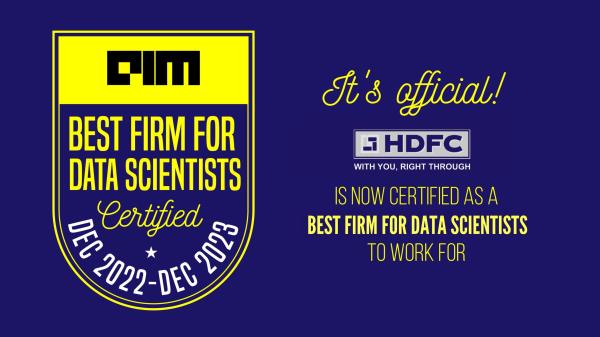 AIM
BEST FIRM FOR
DATA SCIENTISTS
Certified
DEC 2022-DEC 2023
It's official!
HDFC
WITH YOU, RIGHT THROUGH
IS NOW CERTIFIED AS A
BEST FIRM FOR DATA SCIENTISTS
TO WORK FOR